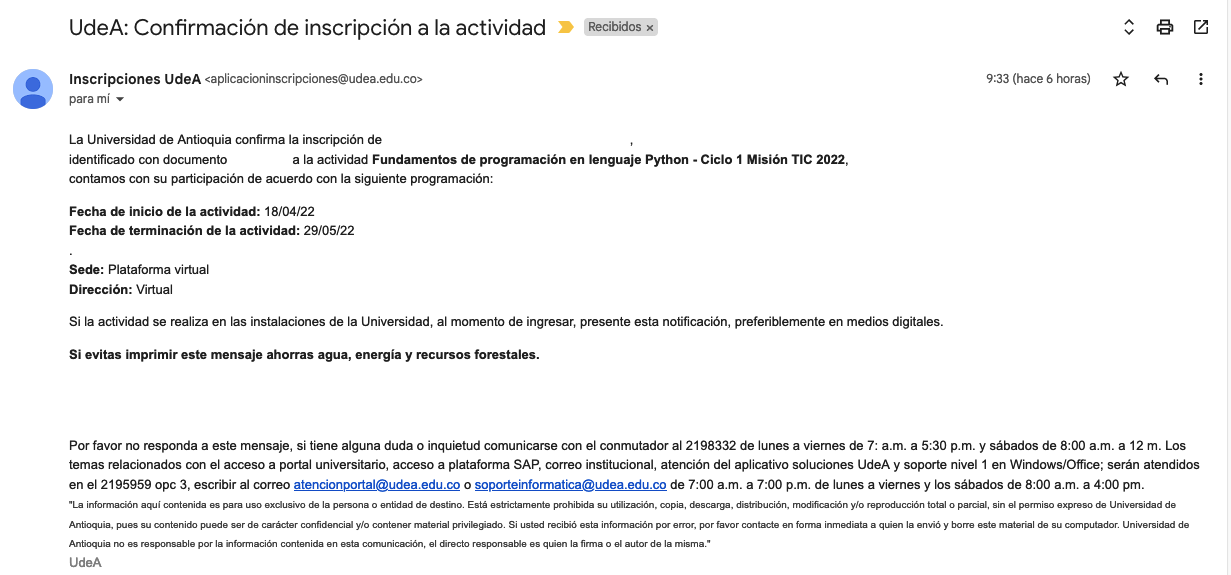 UdeA: Confirmación de inscripción a la actividad Recibidos ×
Inscripciones UdeA <aplicacioninscripciones@udea.edu.co> 9:33 (hace 6 horas)
para mí
La Universidad de Antioquia confirma la inscripción de ,
identificado con documento a la actividad Fundamentos de programación en lenguaje Python - Ciclo 1 Misión TIC 2022,
contamos con su participación de acuerdo con la siguiente programación:
Fecha de inicio de la actividad: 18/04/22
Fecha de terminación de la actividad: 29/05/22
.
Sede: Plataforma virtual
Dirección: Virtual
Si la actividad se realiza en las instalaciones de la Universidad, al momento de ingresar, presente esta notificación, preferiblemente en medios digitales.
Si evitas imprimir este mensaje ahorras agua, energía y recursos forestales.
Por favor no responda a este mensaje, si tiene alguna duda o inquietud comunicarse con el conmutador al 2198332 de lunes a viernes de 7: a.m. a 5:30 p.m. y sábados de 8:00 a.m. a 12 m. Los
temas relacionados con el acceso a portal universitario, acceso a plataforma SAP, correo institucional, atención del aplicativo soluciones UdeA y soporte nivel 1 en Windows/Office; serán atendidos
en el 2195959 opc 3, escribir al correo atencionportal@udea.edu.co o soporteinformatica@udea.edu.co de 7:00 a.m. a 7:00 p.m. de lunes a viernes y los sábados de 8:00 a.m. a 4:00 pm.
"La información aquí contenida es para uso exclusivo de la persona o entidad de destino. Está estrictamente prohibida su utilización, copia, descarga, distribución, modificación y/o reproducción total o parcial, sin el permiso expreso de Universidad de
Antioquia, pues su contenido puede ser de carácter confidencial y/o contener material privilegiado. Si usted recibió esta información por error, por favor contacte en forma inmediata a quien la envió y borre este material de su computador. Universidad de
Antioquia no es responsable por la información contenida en esta comunicación, el directo responsable es quien la firma o el autor de la misma."
UdeA